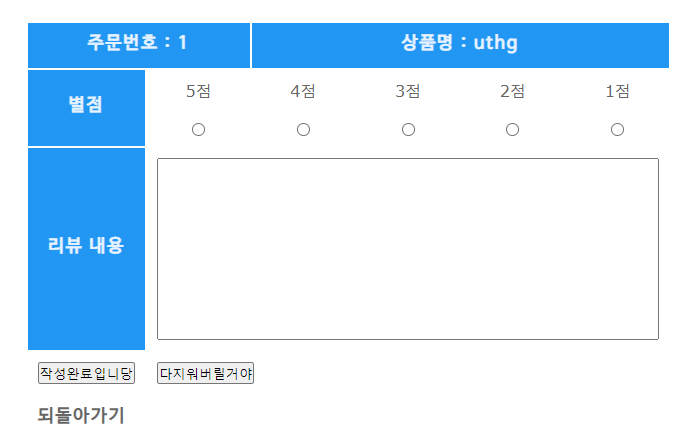 주문번호 : 1 상품명 : uthg
별점 5점 4점 3점 2점 1점
리뷰 내용
작성완료입니당 다지워버릴거야
되돌아가기